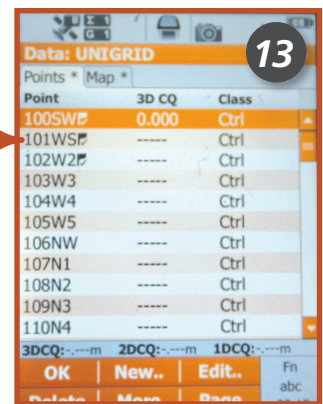 Σ 1
G 1
13
Data: UNIGRID
Points * Map *
Point 3D CQ Class
100SW 0.000 Ctrl
101WS ----- Ctrl
102W2 ----- Ctrl
103W3 ----- Ctrl
104W4 ----- Ctrl
105W5 ----- Ctrl
106NW ----- Ctrl
107N1 ----- Ctrl
108N2 ----- Ctrl
109N3 ----- Ctrl
110N4 ----- Ctrl
3DCQ:-.---m 2DCQ:-.---m 1DCQ:-.---m
OK New.. Edit.. Fn
abc
Delete More Page